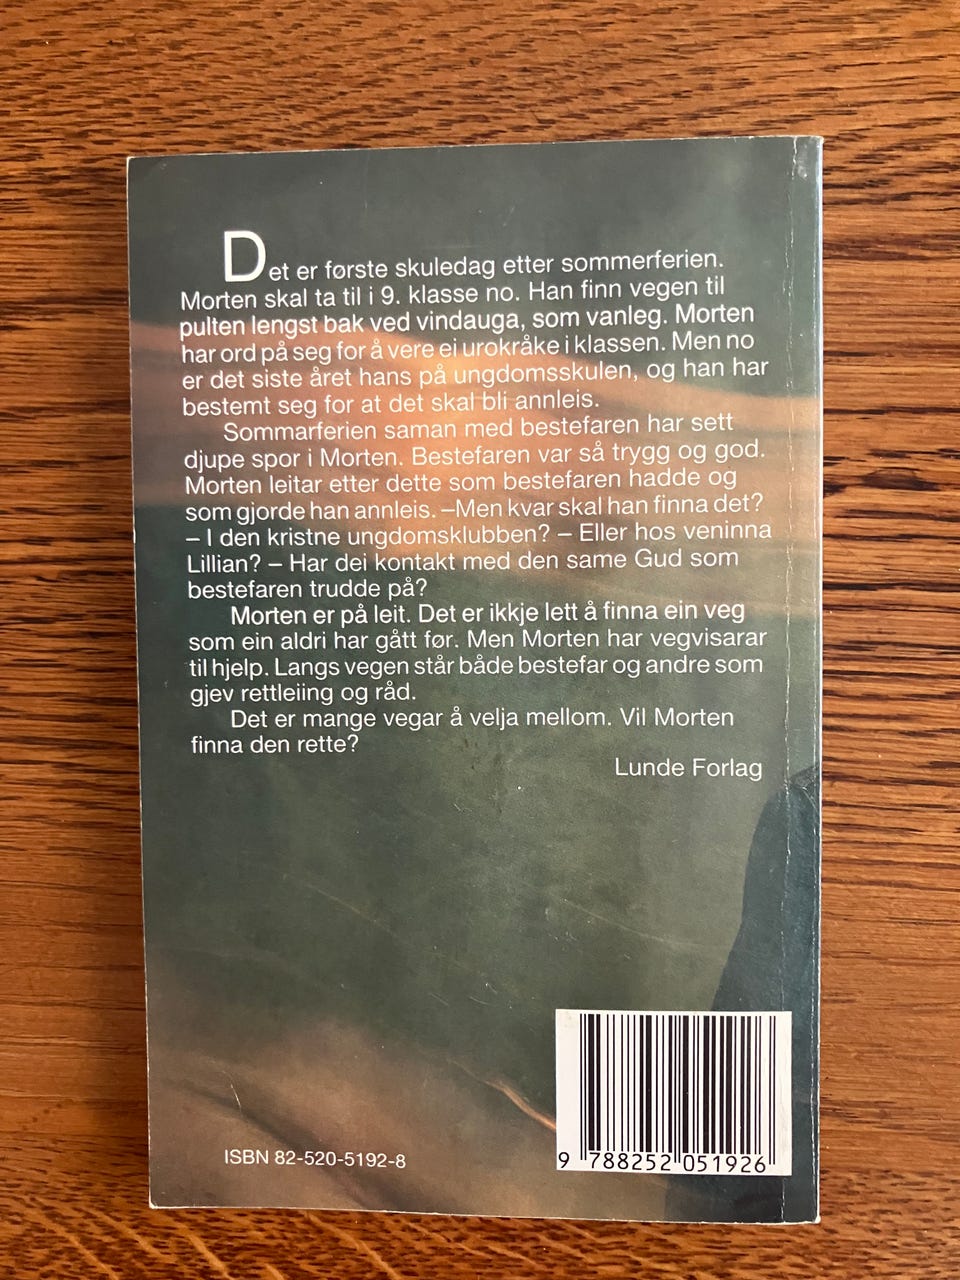 Det er første skuledag etter sommerferien.
Morten skal ta til i 9. klasse no. Han finn vegen til
pulten lengst bak ved vindauga, som vanleg. Morten
har ord på seg for å vere ei urokråke i klassen. Men no
er det siste året hans på ungdomsskulen, og han har
bestemt seg for at det skal bli annleis.
Sommarferien saman med bestefaren har sett
djupe spor i Morten. Bestefaren var så trygg og god.
Morten leitar etter dette som bestefaren hadde og
som gjorde han annleis. –Men kvar skal han finna det?
– I den kristne ungdomsklubben? – Eller hos veninna
Lillian? – Har dei kontakt med den same Gud som
bestefaren trudde på?
Morten er på leit. Det er ikkje lett å finna ein veg
som ein aldri har gått før. Men Morten har vegvisarar
til hjelp. Langs vegen står både bestefar og andre som
gjev rettleiing og råd.
Det er mange vegar å velja mellom. Vil Morten
finna den rette?
Lunde Forlag
ISBN 82-520-5192-8
9 788252 051926